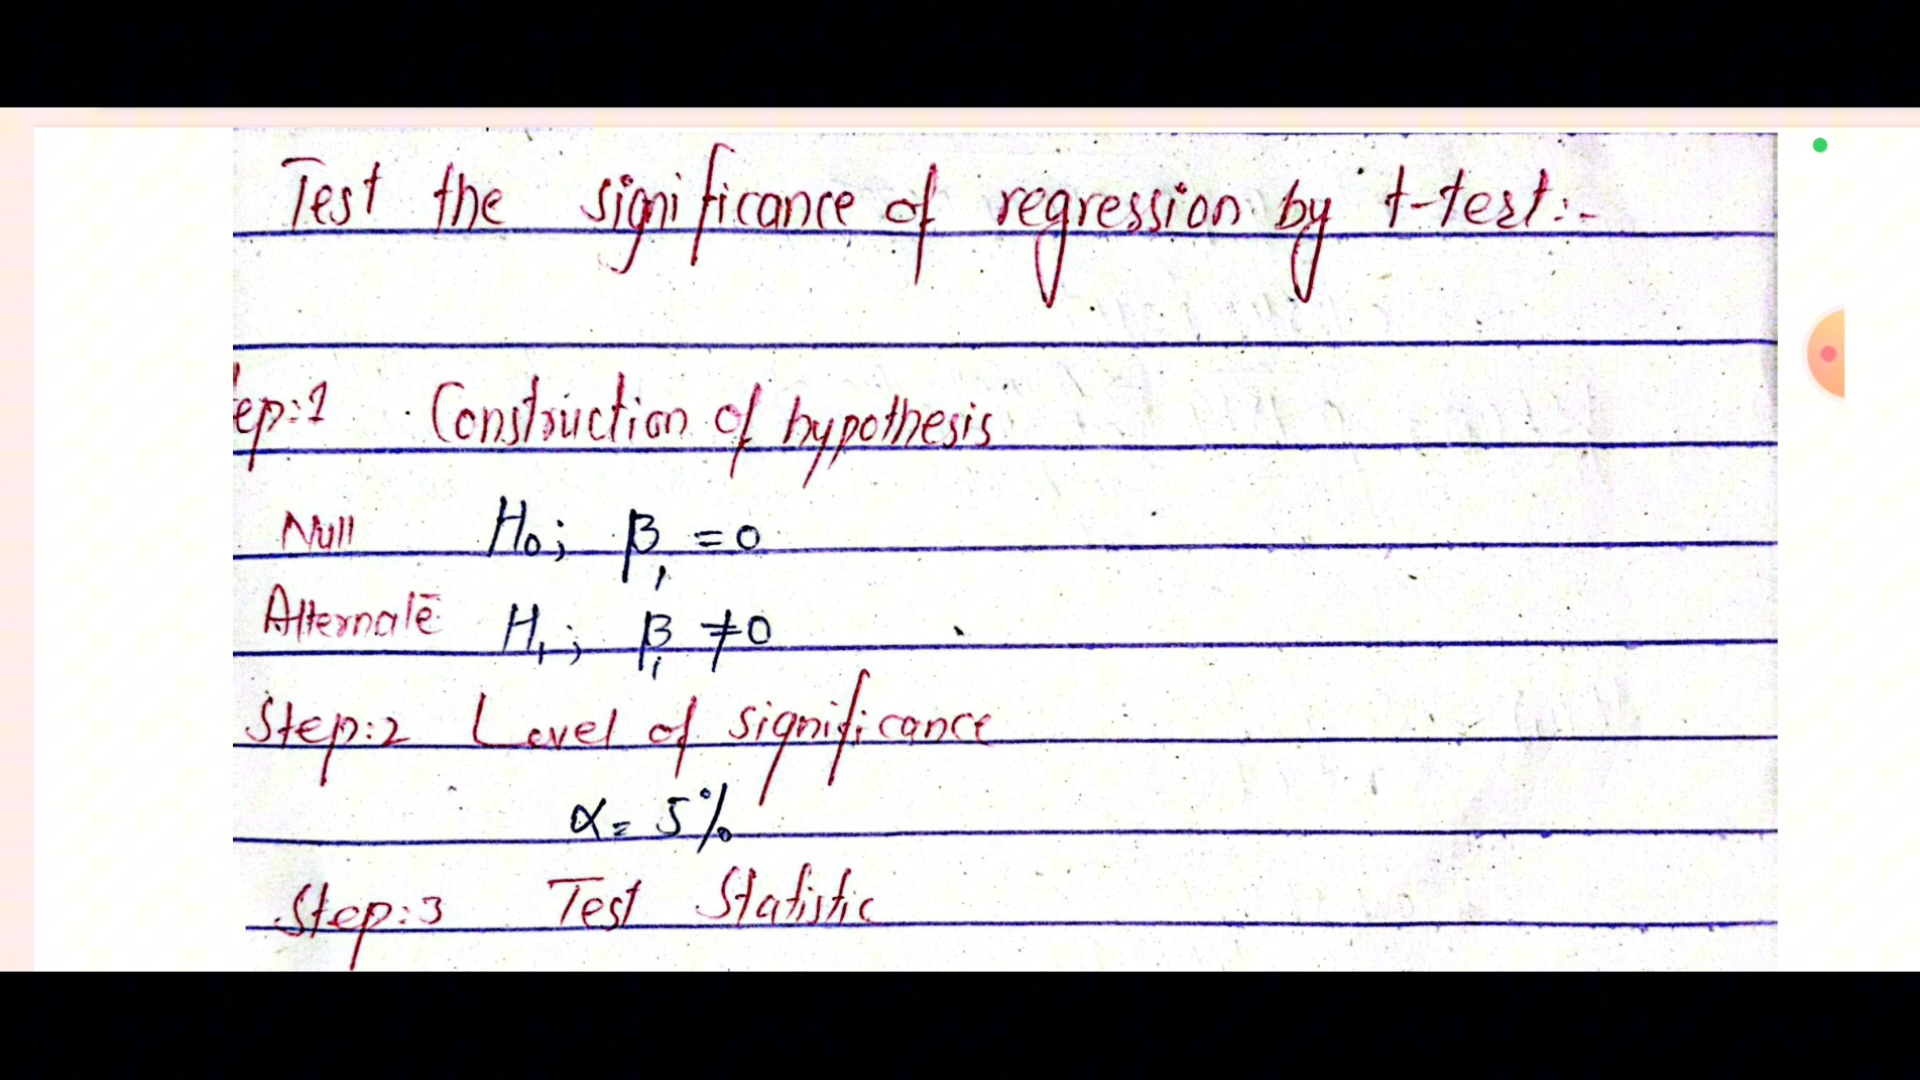 Test the significance of regression by t-test:-
ep:1 Construction of hypothesis
Null H₀; β₁ = 0
Alternate H₁; β₁ ≠ 0
Step:2 Level of significance
α = 5%
Step:3 Test Statistic